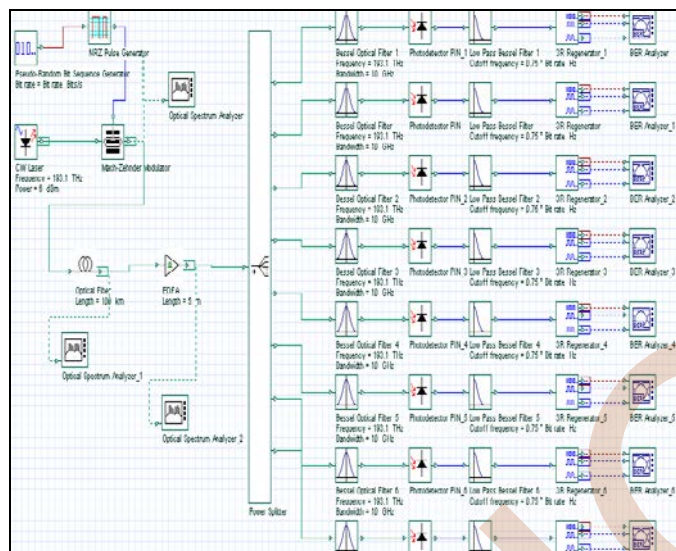 NRZ Pulse Generator
Pseudo-Random Bit Sequence Generator
Bit rate = Bit rate Bits/s
Optical Spectrum Analyzer
CW Laser
Frequency = 193.1 THz
Power = 6 dBm
Mach-Zehnder Modulator
Optical Fiber
Length = 100 km
EDFA
Length = 5 m
Optical Spectrum Analyzer_1
Optical Spectrum Analyzer_2
Power Splitter
Bessel Optical Filter 1
Frequency = 193.1 THz
Bandwidth = 10 GHz
Photodetector PIN_1
Low Pass Bessel Filter 1
Cutoff frequency = 0.75 * Bit rate Hz
3R Regenerator_1
BER Analyzer
Bessel Optical Filter
Frequency = 193.1 THz
Bandwidth = 10 GHz
Photodetector PIN
Low Pass Bessel Filter
Cutoff frequency = 0.75 * Bit rate Hz
3R Regenerator
BER Analyzer_1
Bessel Optical Filter 2
Frequency = 193.1 THz
Bandwidth = 10 GHz
Photodetector PIN_2
Low Pass Bessel Filter 2
Cutoff frequency = 0.75 * Bit rate Hz
3R Regenerator_2
BER Analyzer_2
Bessel Optical Filter 3
Frequency = 193.1 THz
Bandwidth = 10 GHz
Photodetector PIN_3
Low Pass Bessel Filter 3
Cutoff frequency = 0.75 * Bit rate Hz
3R Regenerator_3
BER Analyzer_3
Bessel Optical Filter 4
Frequency = 193.1 THz
Bandwidth = 10 GHz
Photodetector PIN_4
Low Pass Bessel Filter 4
Cutoff frequency = 0.75 * Bit rate Hz
3R Regenerator_4
BER Analyzer_4
Bessel Optical Filter 5
Frequency = 193.1 THz
Bandwidth = 10 GHz
Photodetector PIN_5
Low Pass Bessel Filter 5
Cutoff frequency = 0.75 * Bit rate Hz
3R Regenerator_5
BER Analyzer_5
Bessel Optical Filter 6
Frequency = 193.1 THz
Bandwidth = 10 GHz
Photodetector PIN_6
Low Pass Bessel Filter 6
Cutoff frequency = 0.75 * Bit rate Hz
3R Regenerator_6
BER Analyzer_6